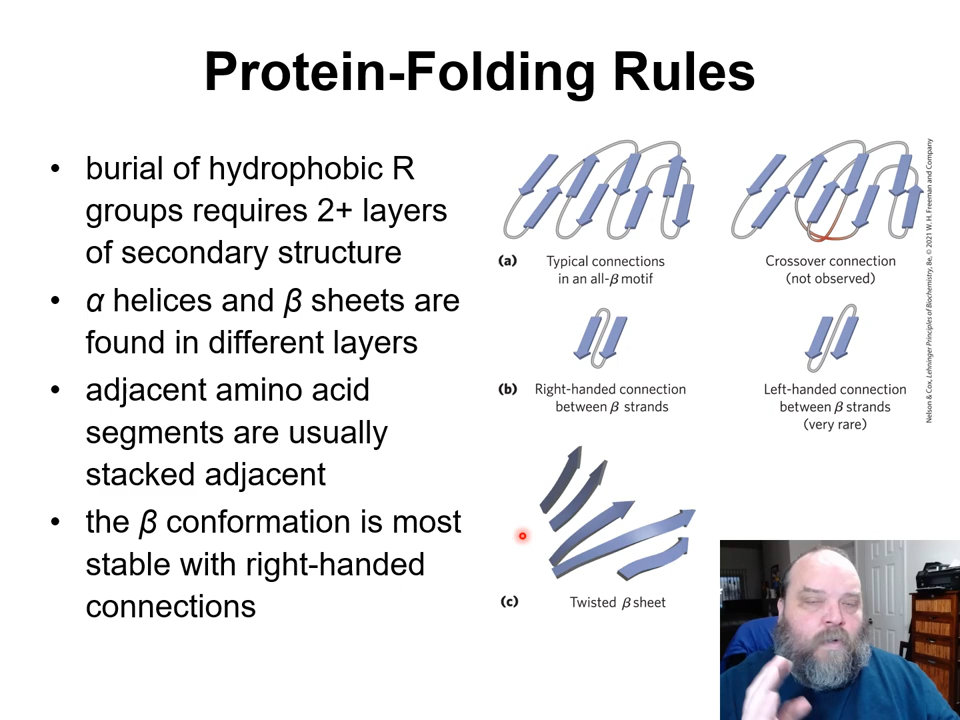 Protein-Folding Rules
• burial of hydrophobic R
groups requires 2+ layers
of secondary structure
• α helices and β sheets are
found in different layers
• adjacent amino acid
segments are usually
stacked adjacent
• the β conformation is most
stable with right-handed
connections
(a) Typical connections
in an all-β motif
Crossover connection
(not observed)
(b) Right-handed connection
between β strands
Left-handed connection
between β strands
(very rare)
(c) Twisted β sheet
Nelson & Cox, Lehninger Principles of Biochemistry, 8e, © 2021 W. H. Freeman and Company